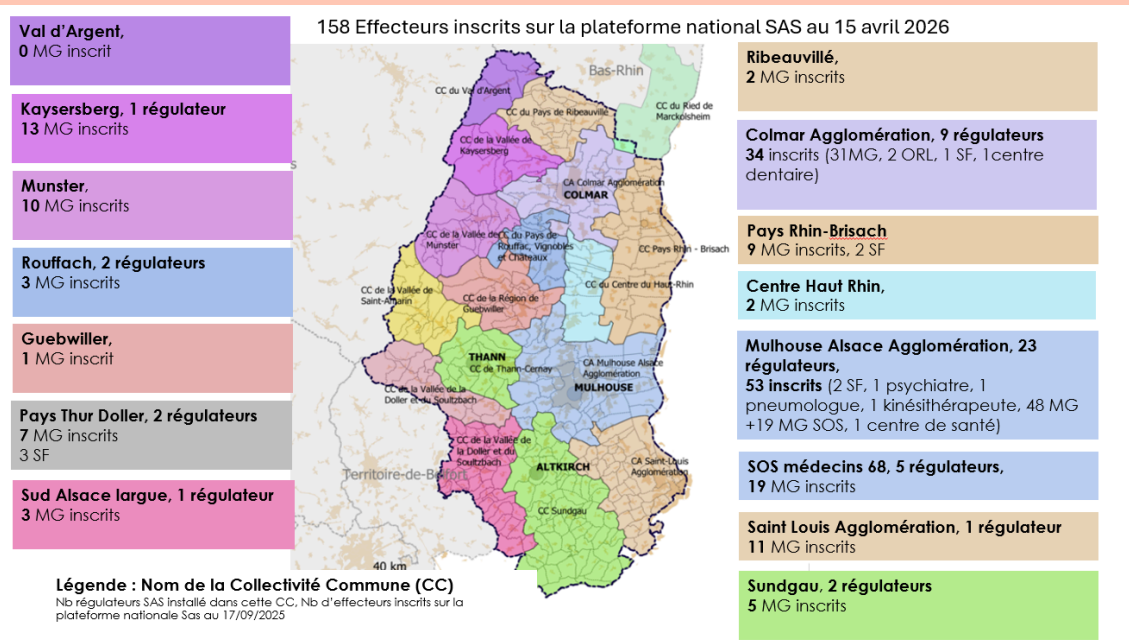 158 Effecteurs inscrits sur la plateforme national SAS au 15 avril 2026
Val d’Argent,
0 MG inscrit
Kaysersberg, 1 régulateur
13 MG inscrits
Munster,
10 MG inscrits
Rouffach, 2 régulateurs
3 MG inscrits
Guebwiller,
1 MG inscrit
Pays Thur Doller, 2 régulateurs
7 MG inscrits
3 SF
Sud Alsace largue, 1 régulateur
3 MG inscrits
Bas-Rhin
CC du Val d'Argent
CC du Pays de Ribeauvillé
CC du Ried de
Marckolsheim
CC de la Vallée de
Kaysersberg
CA Colmar Agglomération
COLMAR
CC de la Vallée de
Munster
CC du Pays de
Rouffac, Vignobles
et Châteaux
CC Pays Rhin - Brisach
CC de la Vallée de
Saint-Amarin
CC de la Région de
Guebwiller
CC du Centre du Haut-Rhin
THANN
CC de Thann-Cernay
CA Mulhouse Alsace
Agglomération
MULHOUSE
CC de la Vallée de la
Doller et du Soultzbach
CC de la Vallée de
la Doller et du
Soultzbach
ALTKIRCH
CA Saint-Louis
Agglomération
Territoire-de-Belfort
CC Sundgau
40 km
Ribeauvillé,
2 MG inscrits
Colmar Agglomération, 9 régulateurs
34 inscrits (31MG, 2 ORL, 1 SF, 1centre
dentaire)
Pays Rhin-Brisach
9 MG inscrits, 2 SF
Centre Haut Rhin,
2 MG inscrits
Mulhouse Alsace Agglomération, 23
régulateurs,
53 inscrits (2 SF, 1 psychiatre, 1
pneumologue, 1 kinésithérapeute, 48 MG
+19 MG SOS, 1 centre de santé)
SOS médecins 68, 5 régulateurs,
19 MG inscrits
Saint Louis Agglomération, 1 régulateur
11 MG inscrits
Sundgau, 2 régulateurs
5 MG inscrits
Légende : Nom de la Collectivité Commune (CC)
Nb régulateurs SAS installé dans cette CC, Nb d’effecteurs inscrits sur la
plateforme nationale Sas au 17/09/2025